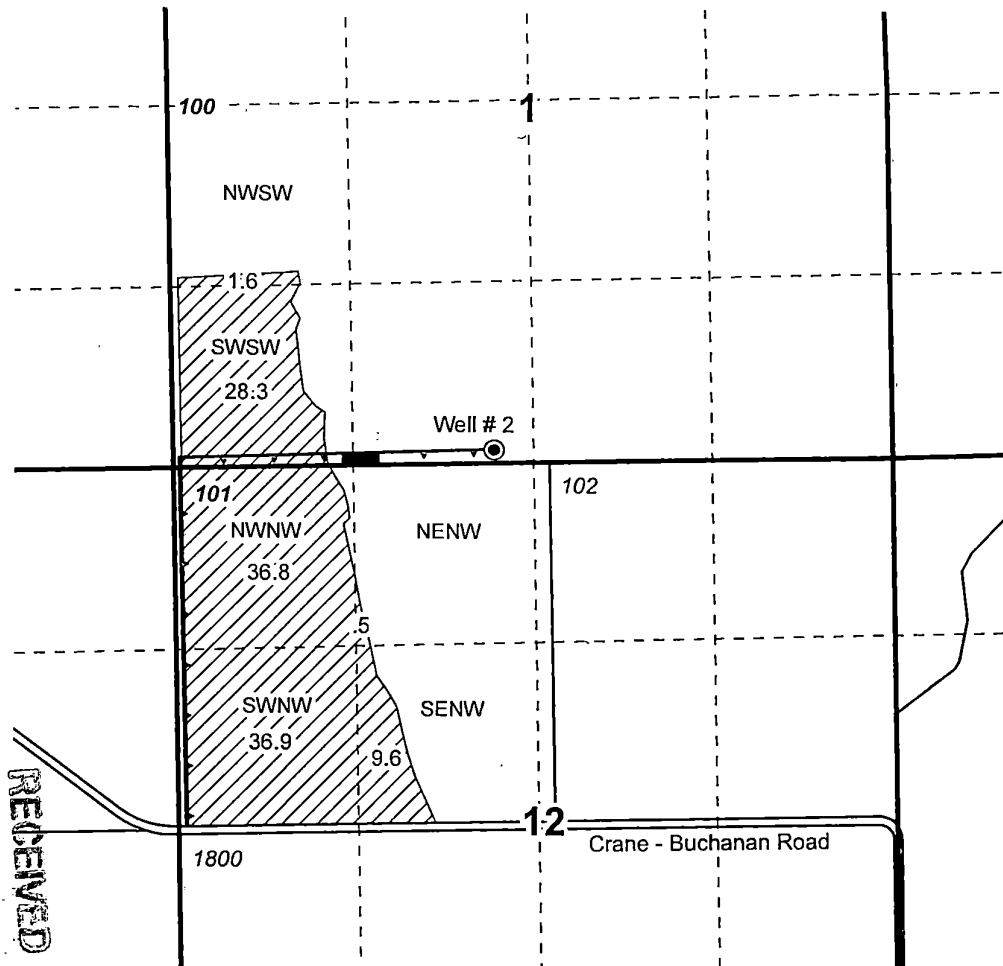 100
1
NWSW
1.6
SWSW
28.3
Well # 2
101
102
NWNW
36.8
NENW
.5
SWNW
36.9
SENW
9.6
12
Crane - Buchanan Road
1800
RECEIVED